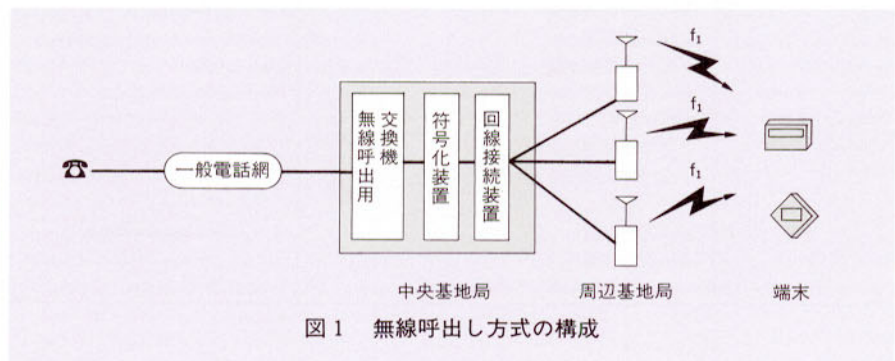 f₁
f₁
f₁
一般電話網
無線呼出用
交換機
符号化装置
回線接続装置
中央基地局
周辺基地局
端末
図1 無線呼出し方式の構成